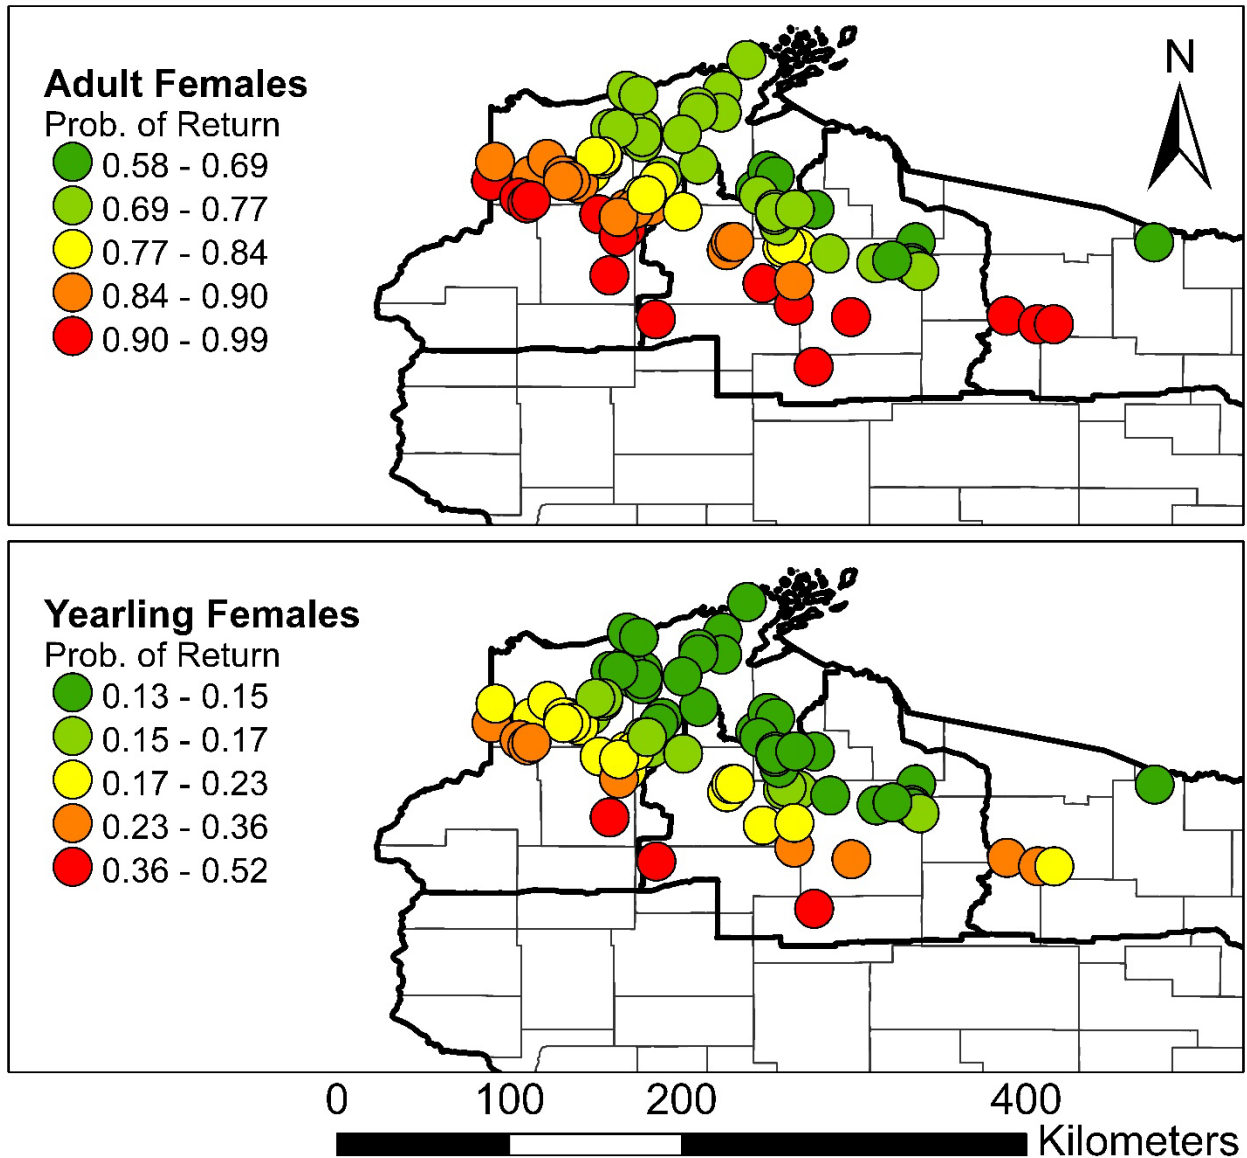 Adult Females
Prob. of Return
0.58 - 0.69
0.69 - 0.77
0.77 - 0.84
0.84 - 0.90
0.90 - 0.99
N
Yearling Females
Prob. of Return
0.13 - 0.15
0.15 - 0.17
0.17 - 0.23
0.23 - 0.36
0.36 - 0.52
0 100 200 400
Kilometers